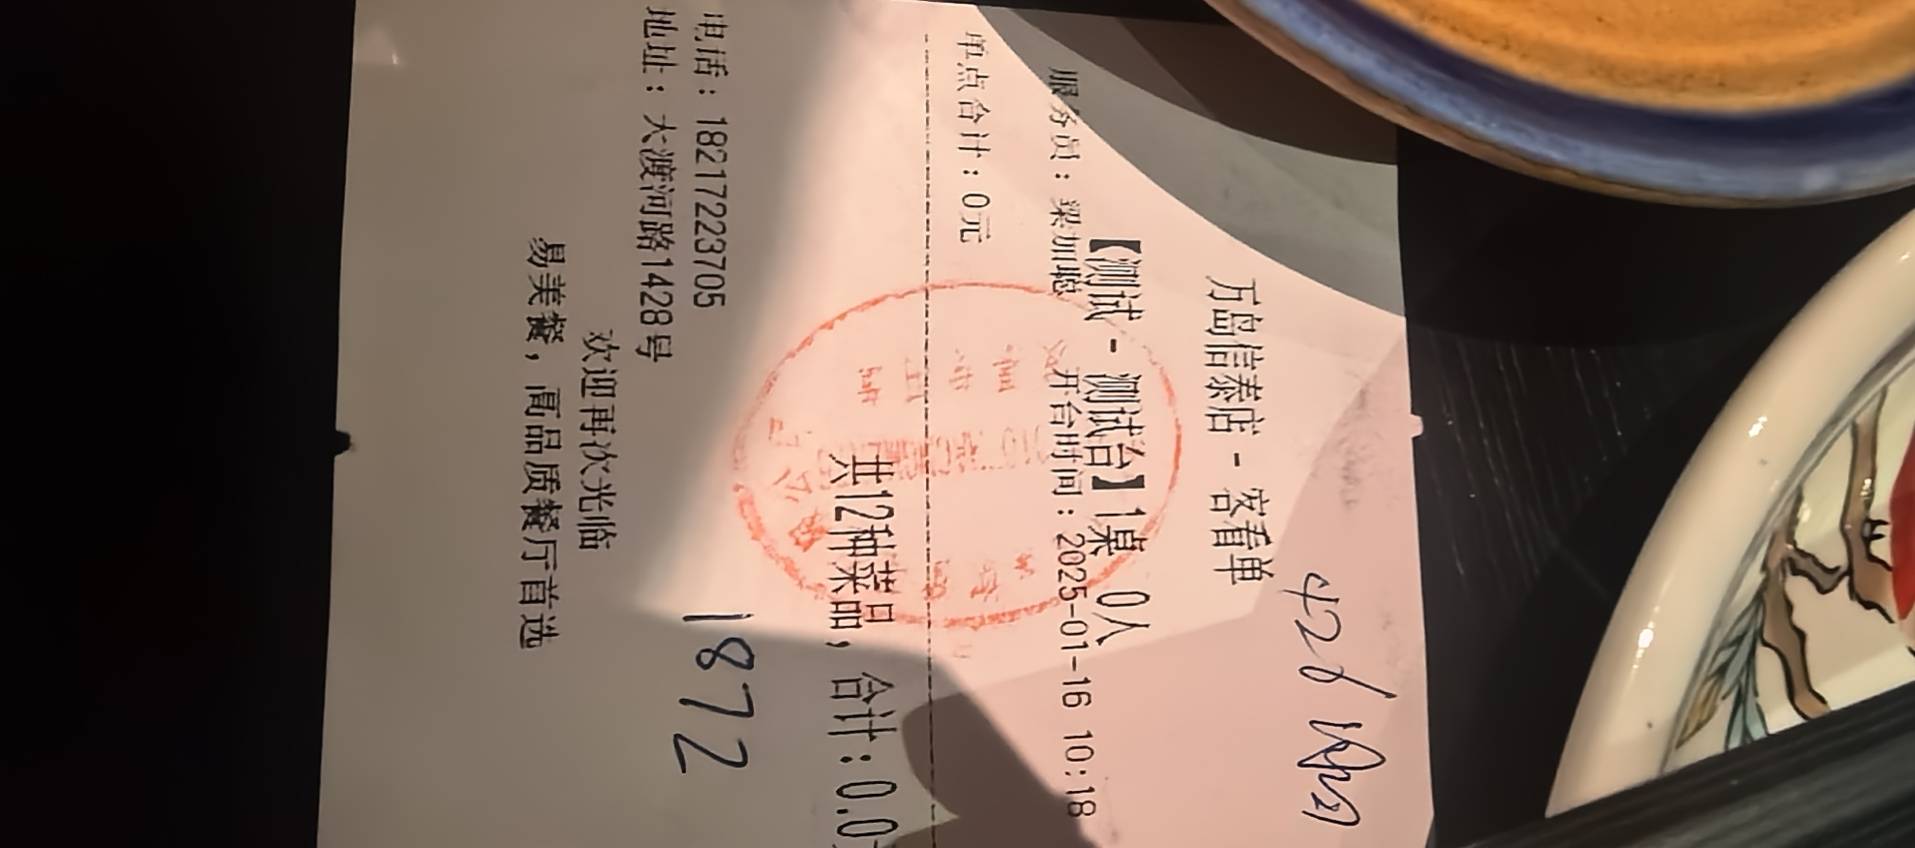 万岛信泰店 - 客看单
【测试 - 测试台】1桌 0人
服务员：梁加聪 开台时间：2025-01-16 10:18
单点合计：0元
共12种菜品，合计：0.0
1872
电话：18217223705
地址：大渡河路1428号
欢迎再次光临
易美餐，高品质餐厅首选